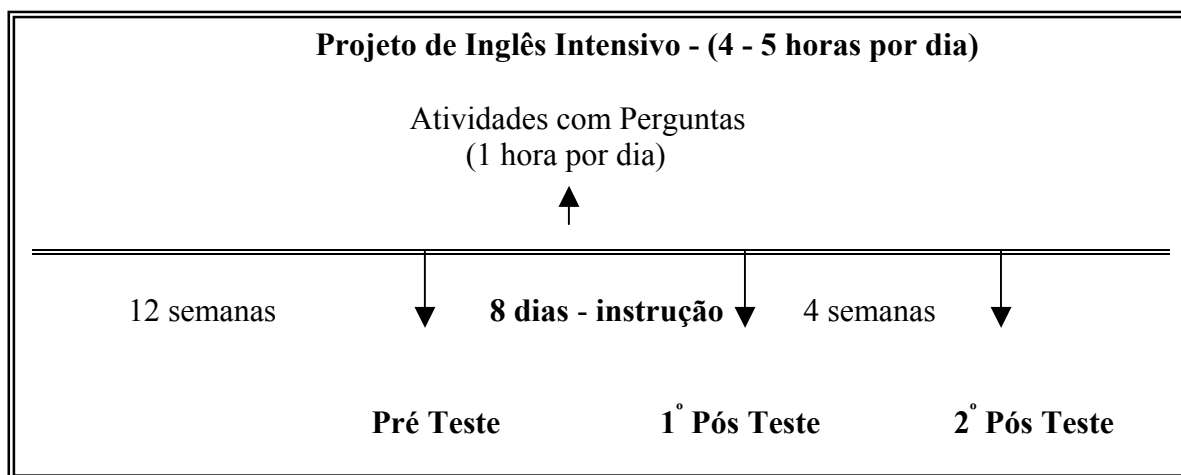 Projeto de Inglês Intensivo - (4 - 5 horas por dia)
Atividades com Perguntas
(1 hora por dia)
12 semanas 8 dias - instrução 4 semanas
Pré Teste 1º Pós Teste 2º Pós Teste